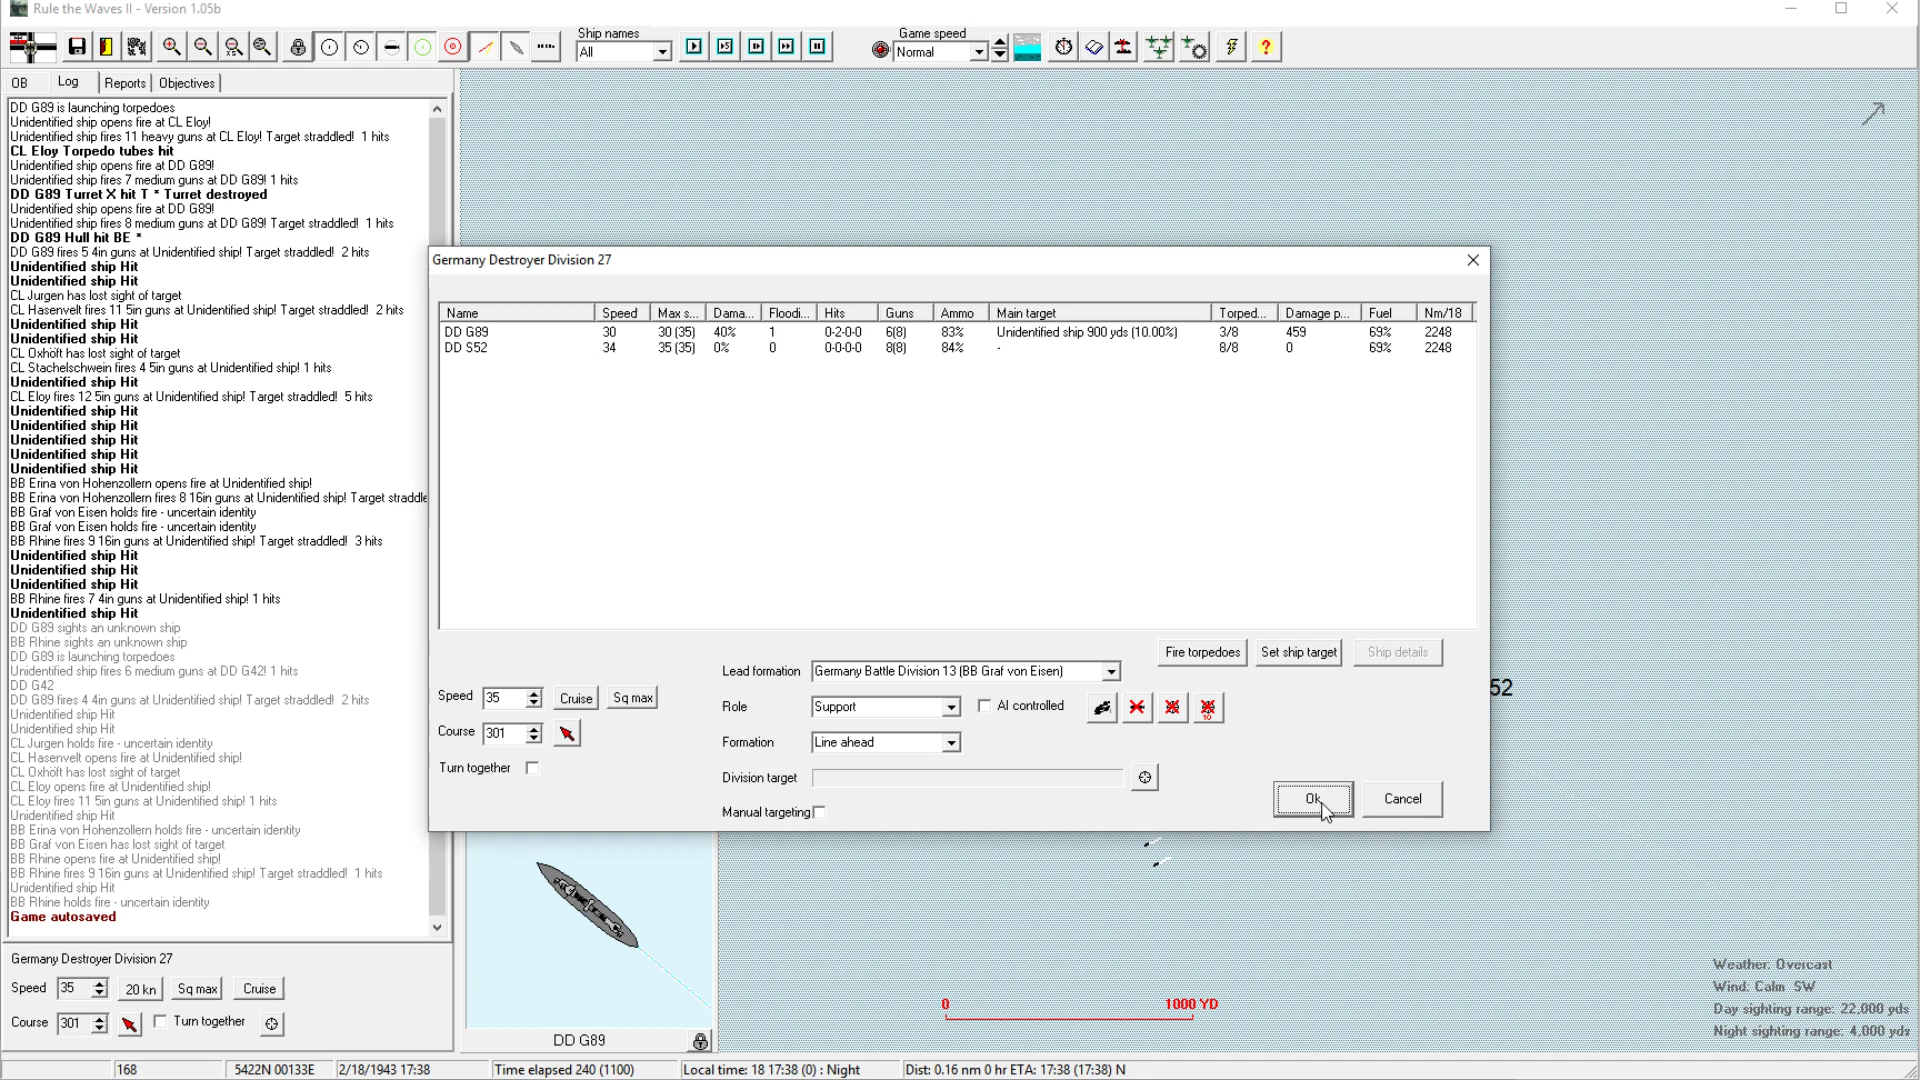 Rule the Waves II - Version 1.05b
Ship names
All
Game speed
Normal
OB Log Reports Objectives
DD G89 is launching torpedoes
Unidentified ship opens fire at CL Eloy!
Unidentified ship fires 11 heavy guns at CL Eloy! Target straddled! 1 hits
CL Eloy Torpedo tubes hit
Unidentified ship opens fire at DD G89!
Unidentified ship fires 7 medium guns at DD G89! 1 hits
DD G89 Turret X hit T * Turret destroyed
Unidentified ship opens fire at DD G89!
Unidentified ship fires 8 medium guns at DD G89! Target straddled! 1 hits
DD G89 Hull hit BE *
DD G89 fires 5 4in guns at Unidentified ship! Target straddled! 2 hits
Unidentified ship Hit
Unidentified ship Hit
CL Jurgen has lost sight of target
CL Hasenvelt fires 11 5in guns at Unidentified ship! Target straddled! 2 hits
Unidentified ship Hit
Unidentified ship Hit
CL Oxhöft has lost sight of target
CL Stachelschwein fires 4 5in guns at Unidentified ship! 1 hits
Unidentified ship Hit
CL Eloy fires 12 5in guns at Unidentified ship! Target straddled! 5 hits
Unidentified ship Hit
Unidentified ship Hit
Unidentified ship Hit
Unidentified ship Hit
Unidentified ship Hit
BB Erina von Hohenzollern opens fire at Unidentified ship!
BB Erina von Hohenzollern fires 8 16in guns at Unidentified ship! Target straddle
BB Graf von Eisen holds fire - uncertain identity
BB Graf von Eisen holds fire - uncertain identity
BB Rhine fires 9 16in guns at Unidentified ship! Target straddled! 3 hits
Unidentified ship Hit
Unidentified ship Hit
Unidentified ship Hit
BB Rhine fires 7 4in guns at Unidentified ship! 1 hits
Unidentified ship Hit
DD G89 sights an unknown ship
BB Rhine sights an unknown ship
DD G89 is launching torpedoes
Unidentified ship fires 6 medium guns at DD G42! 1 hits
DD G42
DD G89 fires 4 4in guns at Unidentified ship! Target straddled! 2 hits
Unidentified ship Hit
Unidentified ship Hit
CL Jurgen holds fire - uncertain identity
CL Hasenvelt opens fire at Unidentified ship!
CL Oxhöft has lost sight of target
CL Eloy opens fire at Unidentified ship!
CL Eloy fires 11 5in guns at Unidentified ship! 1 hits
Unidentified ship Hit
BB Erina von Hohenzollern holds fire - uncertain identity
BB Graf von Eisen has lost sight of target
BB Rhine opens fire at Unidentified ship!
BB Rhine fires 9 16in guns at Unidentified ship! Target straddled! 1 hits
Unidentified ship Hit
BB Rhine holds fire - uncertain identity
Game autosaved
Germany Destroyer Division 27
Speed 35 20 kn Sq max Cruise
Course 301 Turn together
Germany Destroyer Division 27
Name Speed Max s... Dama... Floodi... Hits Guns Ammo Main target Torped... Damage p... Fuel Nm/18
DD G89 30 30 (35) 40% 1 0-2-0-0 6(8) 83% Unidentified ship 900 yds (10.00%) 3/8 459 69% 2248
DD S52 34 35 (35) 0% 0 0-0-0-0 8(8) 84% - 8/8 0 69% 2248
Fire torpedoes Set ship target Ship details
Lead formation Germany Battle Division 13 (BB Graf von Eisen)
Speed 35 Cruise Sq max
Role Support AI controlled
10
Course 301
Formation Line ahead
Turn together
Division target
Manual targeting
Ok Cancel
52
DD G89
0 1000 YD
Weather: Overcast
Wind: Calm SW
Day sighting range: 22,000 yds
Night sighting range: 4,000 yds
168 5422N 00133E 2/18/1943 17:38 Time elapsed 240 (1100) Local time: 18 17:38 (0) : Night Dist: 0.16 nm 0 hr ETA: 17:38 (17:38) N